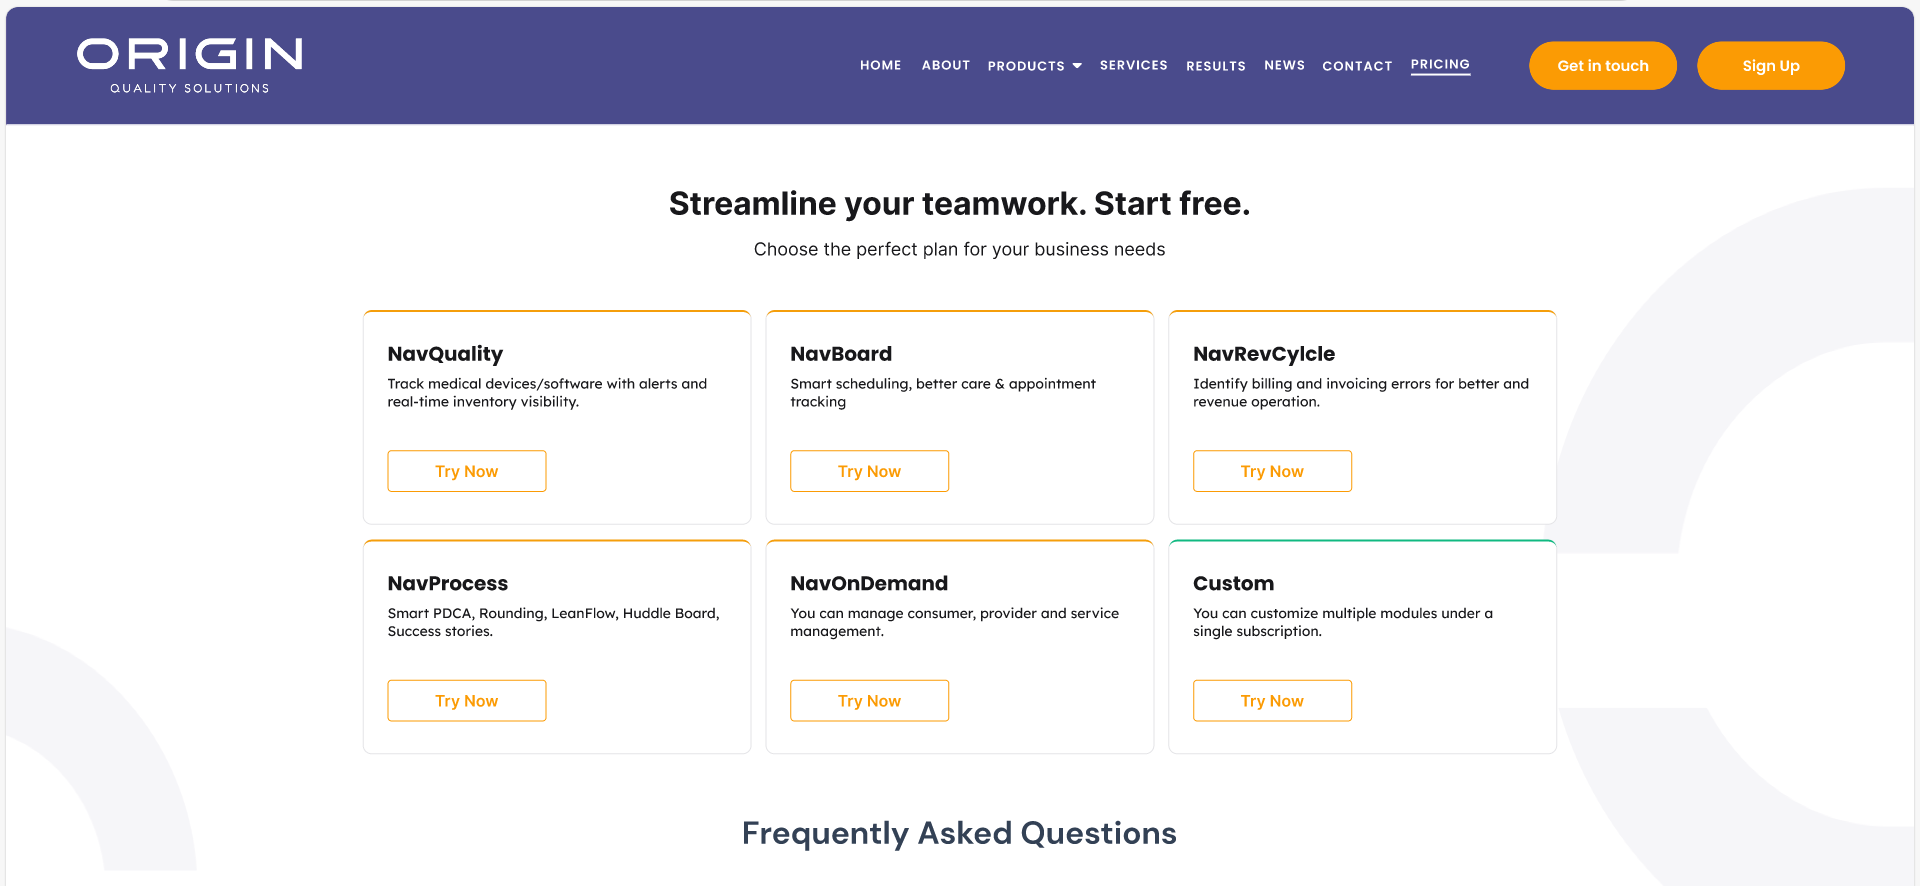 ORIGIN
QUALITY SOLUTIONS
HOME ABOUT PRODUCTS SERVICES RESULTS NEWS CONTACT PRICING
Get in touch
Sign Up
Streamline your teamwork. Start free.
Choose the perfect plan for your business needs
NavQuality
Track medical devices/software with alerts and
real-time inventory visibility.
Try Now
NavBoard
Smart scheduling, better care & appointment
tracking
Try Now
NavRevCylcle
Identify billing and invoicing errors for better and
revenue operation.
Try Now
NavProcess
Smart PDCA, Rounding, LeanFlow, Huddle Board,
Success stories.
Try Now
NavOnDemand
You can manage consumer, provider and service
management.
Try Now
Custom
You can customize multiple modules under a
single subscription.
Try Now
Frequently Asked Questions